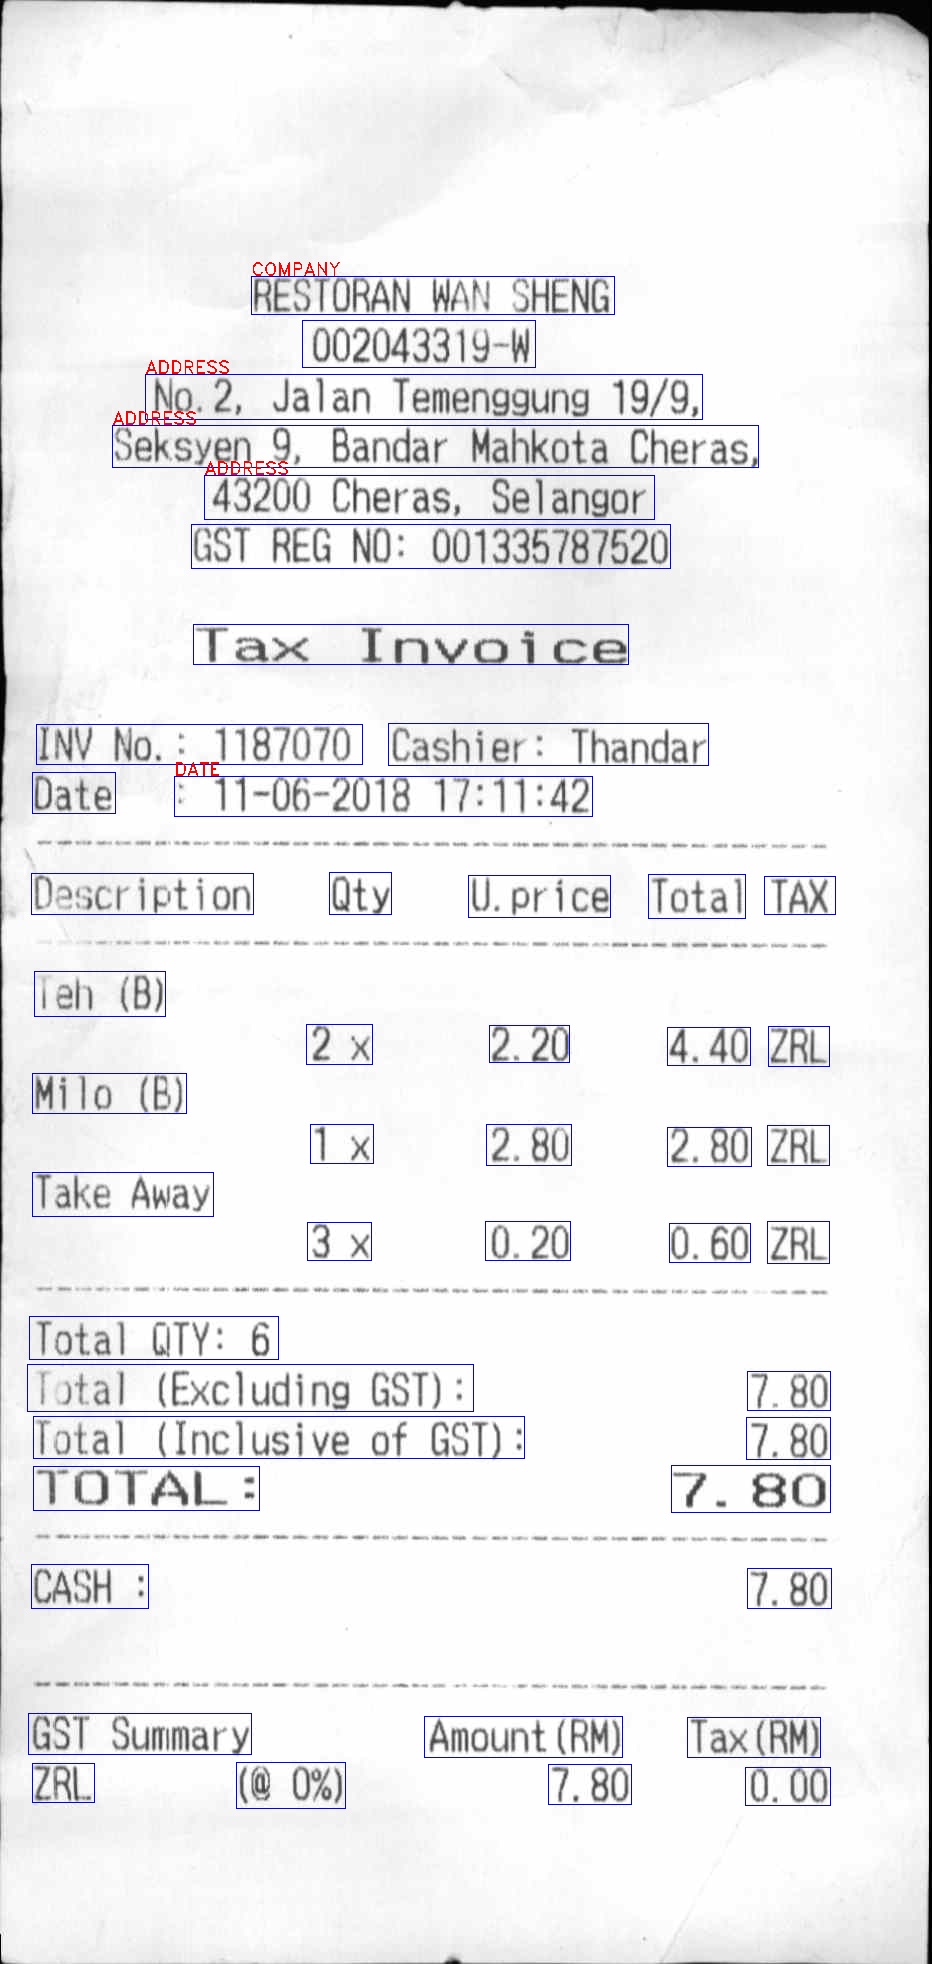 COMPANY
RESTORAN WAN SHENG
002043319-W
ADDRESS
No.2, Jalan Temenggung 19/9,
ADDRESS
Seksyen 9, Bandar Mahkota Cheras,
ADDRESS
43200 Cheras, Selangor
GST REG NO: 001335787520
Tax Invoice
INV No.: 1187070 Cashier: Thandar
DATE
Date : 11-06-2018 17:11:42
Description Qty U.price Total TAX
Teh (B)
2 x 2.20 4.40 ZRL
Milo (B)
1 x 2.80 2.80 ZRL
Take Away
3 x 0.20 0.60 ZRL
Total QTY: 6
Total (Excluding GST): 7.80
Total (Inclusive of GST): 7.80
TOTAL: 7.80
CASH : 7.80
GST Summary Amount(RM) Tax(RM)
ZRL (@ 0%) 7.80 0.00